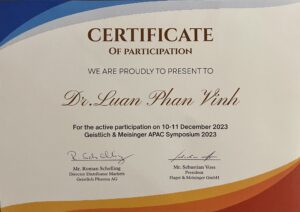 CERTIFICATE
OF PARTICIPATION
WE ARE PROUDLY TO PRESENT TO
Dr. Luan Phan Vinh
For the active participation on 10-11 December 2023
Geistlich & Meisinger APAC Symposium 2023
Mr. Roman Schelling
Mr. Sebastian Voss
Director Distributor Markets
President
Geistlich Pharma AG
Hager & Meisinger GmbH